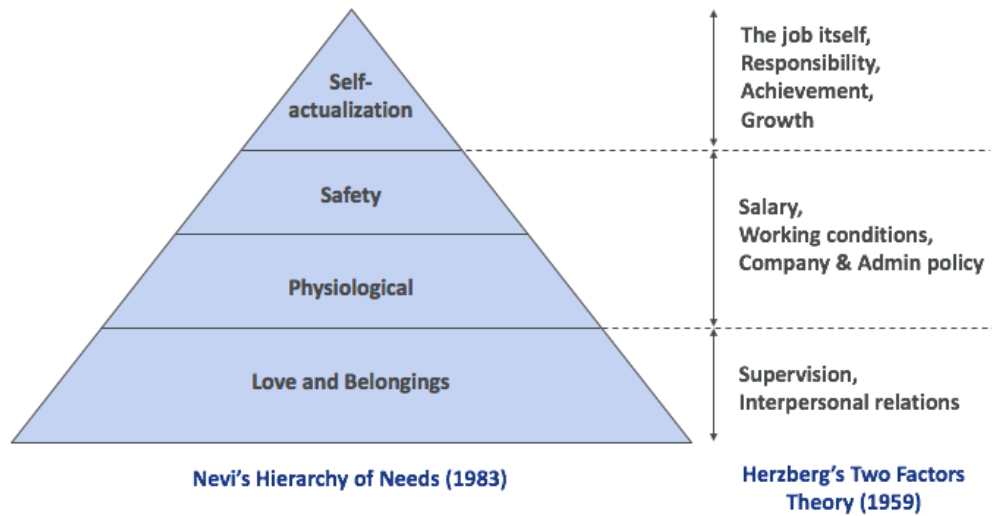 Self-
actualization
Safety
Physiological
Love and Belongings
The job itself,
Responsibility,
Achievement,
Growth
Salary,
Working conditions,
Company & Admin policy
Supervision,
Interpersonal relations
Nevi's Hierarchy of Needs (1983)
Herzberg's Two Factors
Theory (1959)